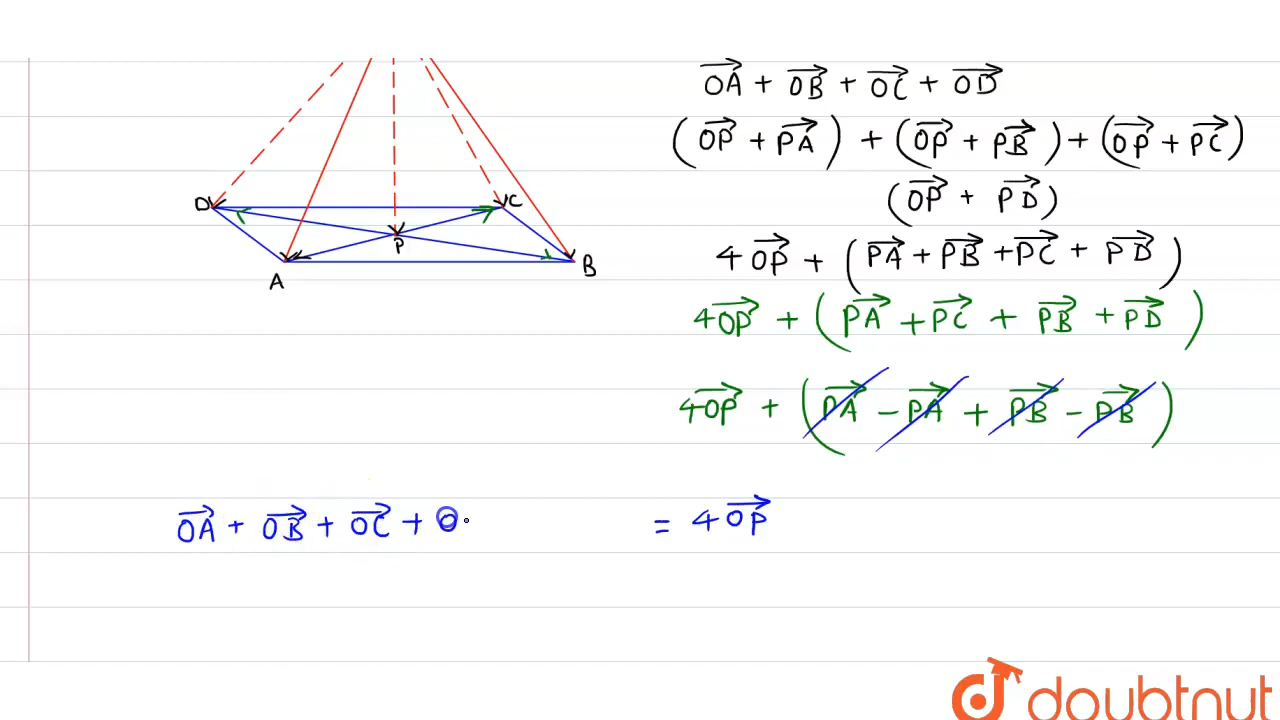 D
C
P
A
B
OA⃗ + OB⃗ + OC⃗ + OD⃗
(OP⃗ + PA⃗) + (OP⃗ + PB⃗) + (OP⃗ + PC⃗)
(OP⃗ + PD⃗)
4OP⃗ + (PA⃗ + PB⃗ + PC⃗ + PD⃗)
4OP⃗ + (PA⃗ + PC⃗ + PB⃗ + PD⃗)
4OP⃗ + (PA⃗ - PA⃗ + PB⃗ - PB⃗)
OA⃗ + OB⃗ + OC⃗ + O = 4OP⃗
doubtnut